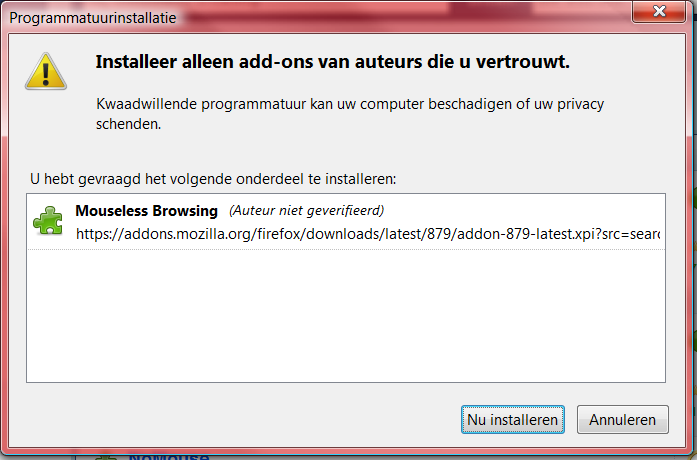 Programmatuurinstallatie
Installeer alleen add-ons van auteurs die u vertrouwt.
Kwaadwillende programmatuur kan uw computer beschadigen of uw privacy
schenden.
U hebt gevraagd het volgende onderdeel te installeren:
Mouseless Browsing (Auteur niet geverifieerd)
https://addons.mozilla.org/firefox/downloads/latest/879/addon-879-latest.xpi?src=searc
Nu installeren Annuleren
NoMouse